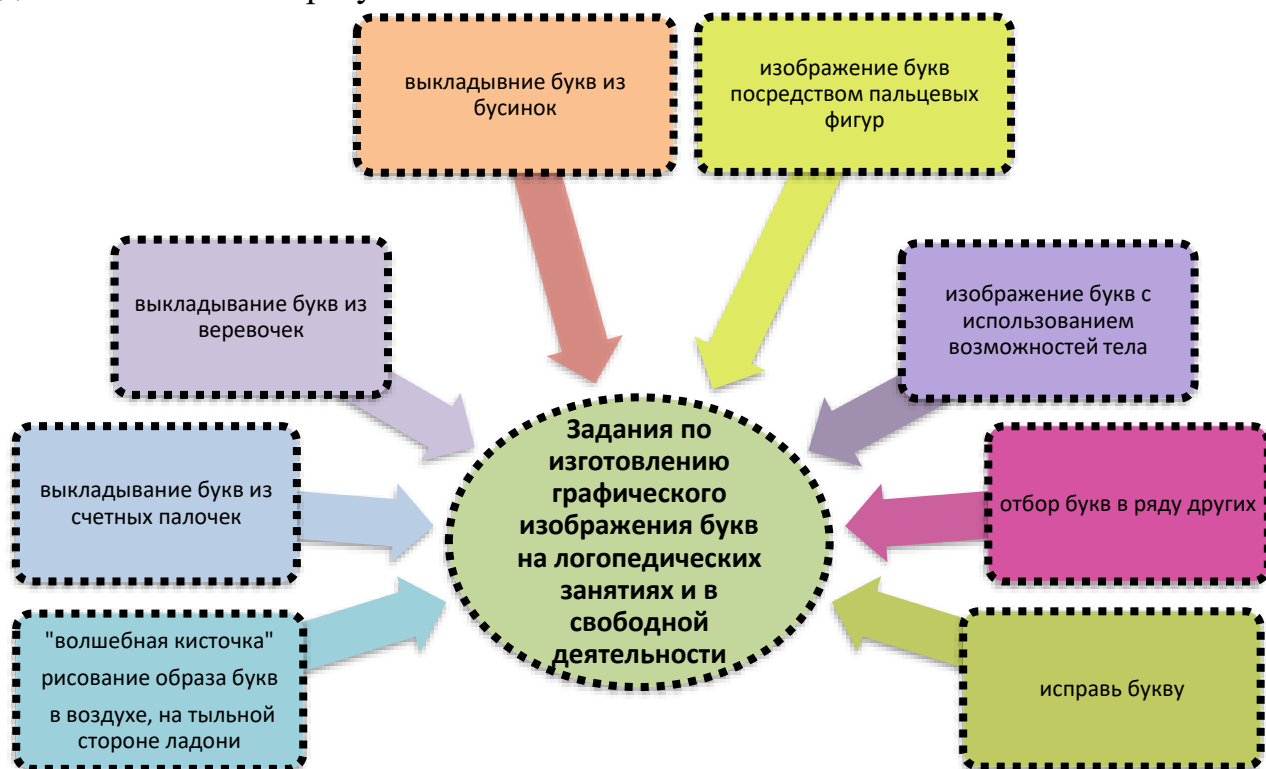 выкладывние букв из
бусинок
изображение букв
посредством пальцевых
фигур
выкладывание букв из
веревочек
изображение букв с
использованием
возможностей тела
выкладывание букв из
счетных палочек
отбор букв в ряду других
"волшебная кисточка"
рисование образа букв
в воздухе, на тыльной
стороне ладони
исправь букву
Задания по
изготовлению
графического
изображения букв
на логопедических
занятиях и в
свободной
деятельности